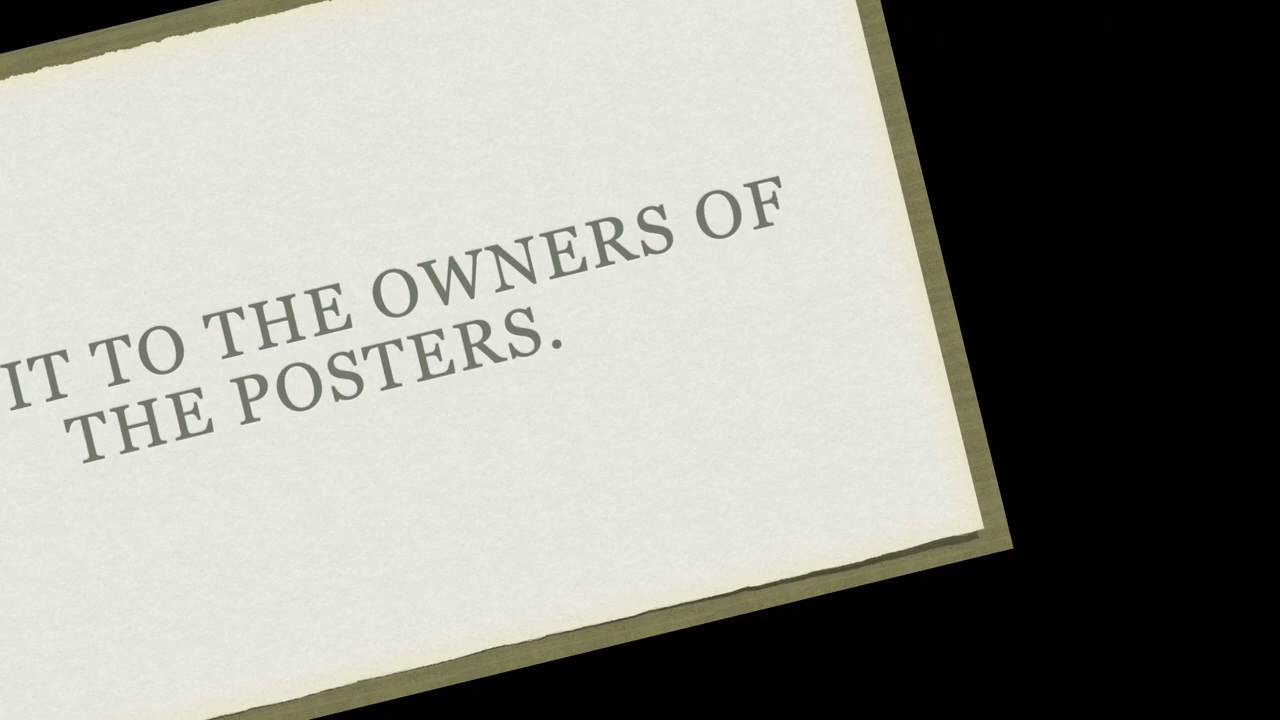 IT TO THE OWNERS OF
THE POSTERS.